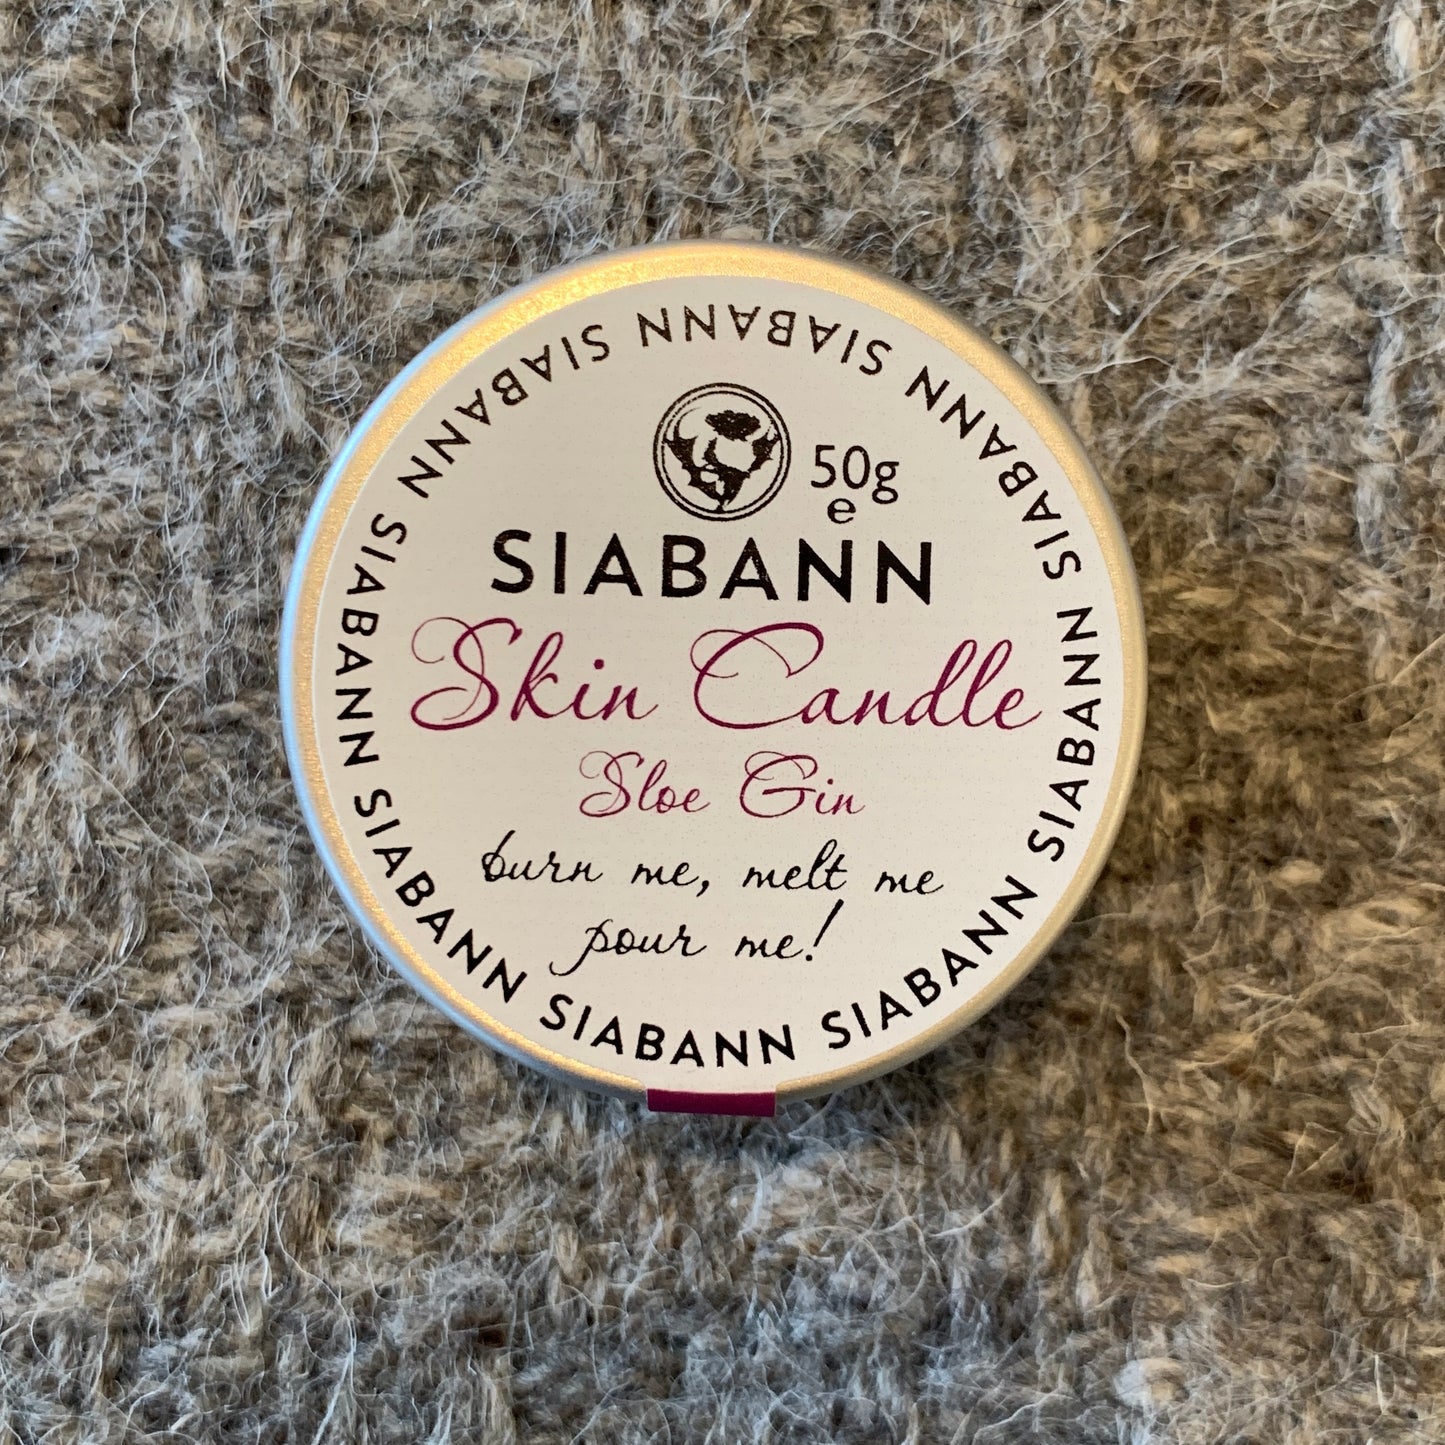 50g
e
SIABANN
Skin Candle
Sloe Gin
burn me, melt me
pour me!
SIABANN SIABANN SIABANN SIABANN SIABANN SIABANN SIABANN SIABANN